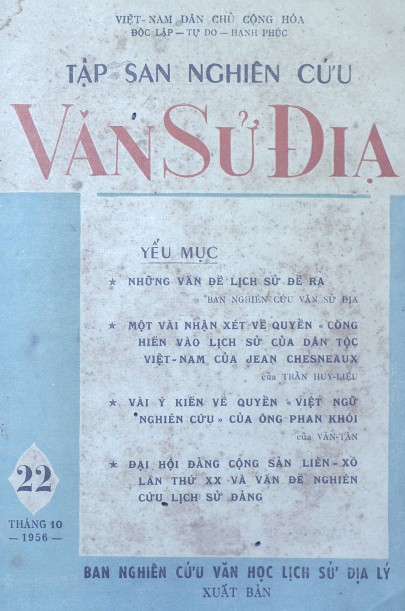 VIỆT-NAM DÂN CHỦ CỘNG HÒA
ĐỘC LẬP — TỰ DO — HẠNH PHÚC
TẬP SAN NGHIÊN CỨU
VĂN SỬ ĐỊA
YẾU MỤC
★ NHỮNG VẤN ĐỀ LỊCH SỬ ĐỀ RA
BAN NGHIÊN CỨU VĂN SỬ ĐỊA
★ MỘT VÀI NHẬN XÉT VỀ QUYỂN « CÔNG
HIẾN VÀO LỊCH SỬ CỦA DÂN TỘC
VIỆT-NAM CỦA JEAN CHESNEAUX
của TRẦN HUY-LIỆU
★ VÀI Ý KIẾN VỀ QUYỂN « VIỆT NGỮ
NGHIÊN CỨU » CỦA ÔNG PHAN KHÔI
của VĂN-TÂN
★ ĐẠI HỘI ĐẢNG CỘNG SẢN LIÊN-XÔ
LẦN THỨ XX VÀ VẤN ĐỀ NGHIÊN
CỨU LỊCH SỬ ĐẢNG
22
THÁNG 10
— 1956 —
BAN NGHIÊN CỨU VĂN HỌC LỊCH SỬ ĐỊA LÝ
XUẤT BẢN